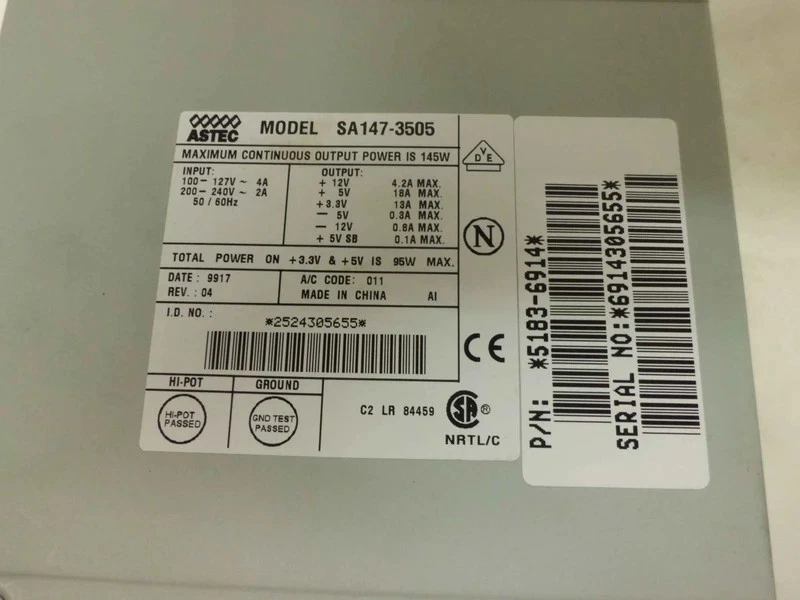 ASTEC
MODEL SA147-3505
MAXIMUM CONTINUOUS OUTPUT POWER IS 145W
INPUT:
100 – 127V ~ 4A
200 – 240V ~ 2A
50 / 60Hz
OUTPUT:
+ 12V 4.2A MAX.
+ 5V 18A MAX.
+3.3V 13A MAX.
– 5V 0.3A MAX.
– 12V 0.8A MAX.
+ 5V SB 0.1A MAX.
TOTAL POWER ON +3.3V & +5V IS 95W MAX.
DATE : 9917
REV. : 04
A/C CODE: 011
MADE IN CHINA AI
I.D. NO. :
*2524305655*
HI-POT
GROUND
HI-POT
PASSED
GND TEST
PASSED
C2 LR 84459
VDE
N
CE
SA ®
NRTL/C
P/N: *5183-6914*
SERIAL NO:*6914305655*